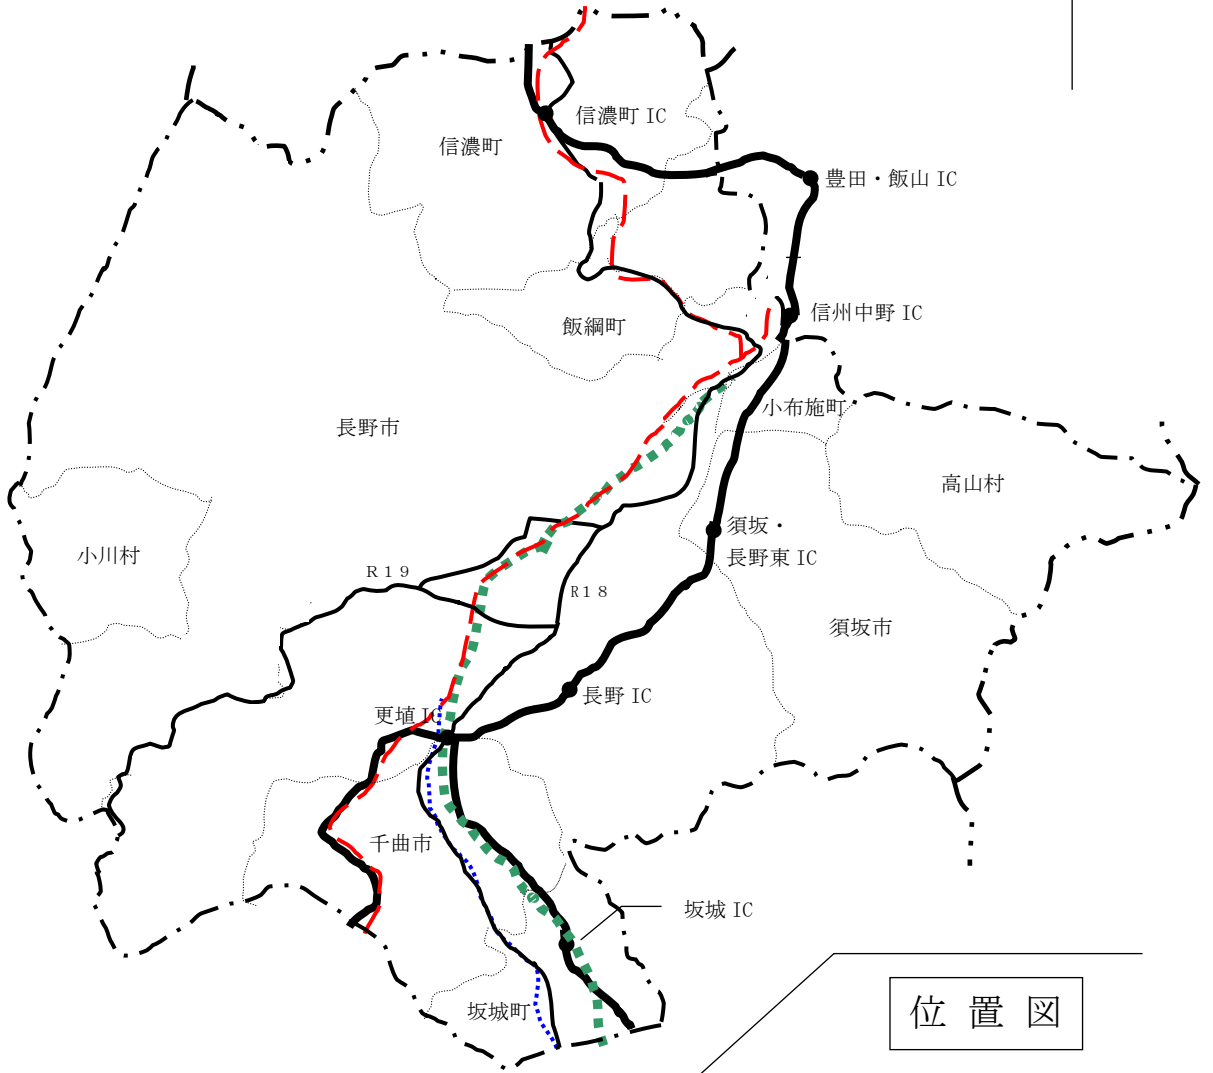 信濃町 IC
信濃町
豊田・飯山 IC
信州中野 IC
飯綱町
小布施町
長野市
高山村
須坂・
長野東 IC
小川村
R19
R18
須坂市
長野 IC
更埴 IC
千曲市
坂城 IC
坂城町
位置図